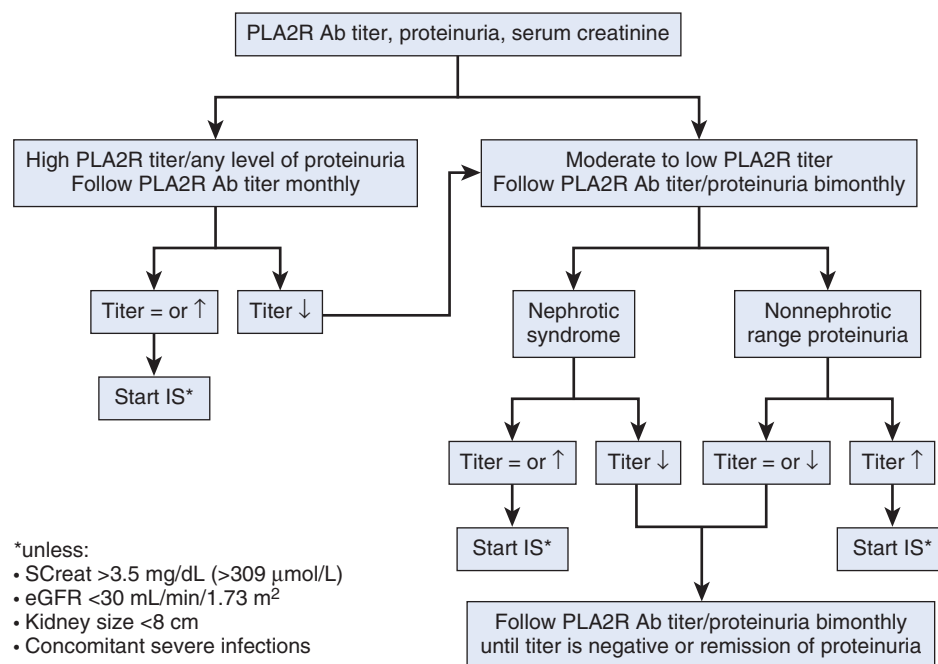 PLA2R Ab titer, proteinuria, serum creatinine
High PLA2R titer/any level of proteinuria
Follow PLA2R Ab titer monthly
Moderate to low PLA2R titer
Follow PLA2R Ab titer/proteinuria bimonthly
Titer = or ↑
Titer ↓
Nephrotic
syndrome
Nonnephrotic
range proteinuria
Start IS*
Titer = or ↑
Titer ↓
Titer = or ↓
Titer ↑
Start IS*
Start IS*
*unless:
• SCreat >3.5 mg/dL (>309 μmol/L)
• eGFR <30 mL/min/1.73 m²
• Kidney size <8 cm
• Concomitant severe infections
Follow PLA2R Ab titer/proteinuria bimonthly
until titer is negative or remission of proteinuria